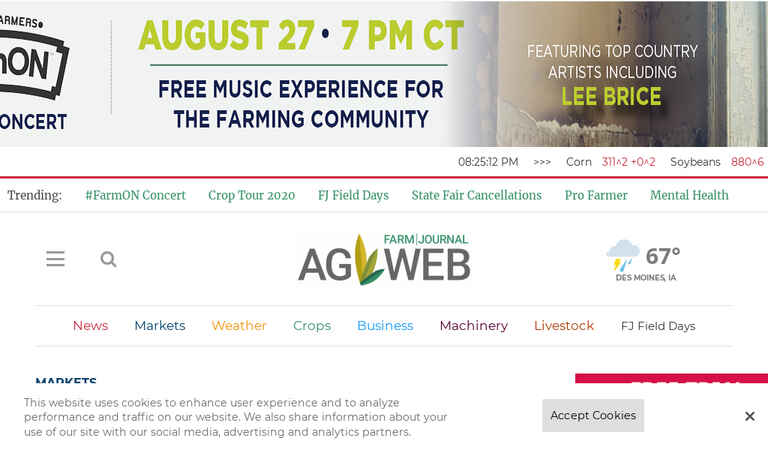 FARMERS
AUGUST 27 • 7 PM CT
FREE MUSIC EXPERIENCE FOR
THE FARMING COMMUNITY
FEATURING TOP COUNTRY
ARTISTS INCLUDING
LEE BRICE
08:25:12 PM >>> Corn 311^2 +0^2 Soybeans 880^6
Trending: #FarmON Concert Crop Tour 2020 FJ Field Days State Fair Cancellations Pro Farmer Mental Health
FARM JOURNAL
AG WEB
67°
DES MOINES, IA
News Markets Weather Crops Business Machinery Livestock FJ Field Days
MARKETS
This website uses cookies to enhance user experience and to analyze
performance and traffic on our website. We also share information about your
use of our site with our social media, advertising and analytics partners.
Accept Cookies